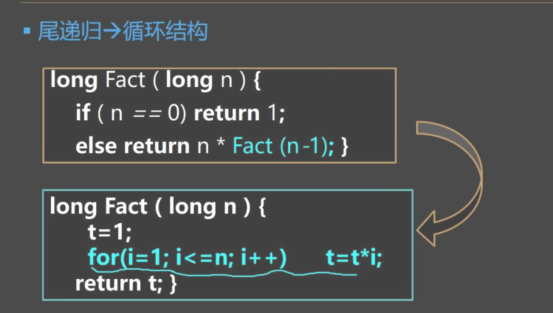 ▪ 尾递归→循环结构
long Fact ( long n ) {
if ( n == 0) return 1;
else return n * Fact (n-1); }
long Fact ( long n ) {
t=1;
for(i=1; i<=n; i++) t=t*i;
return t; }